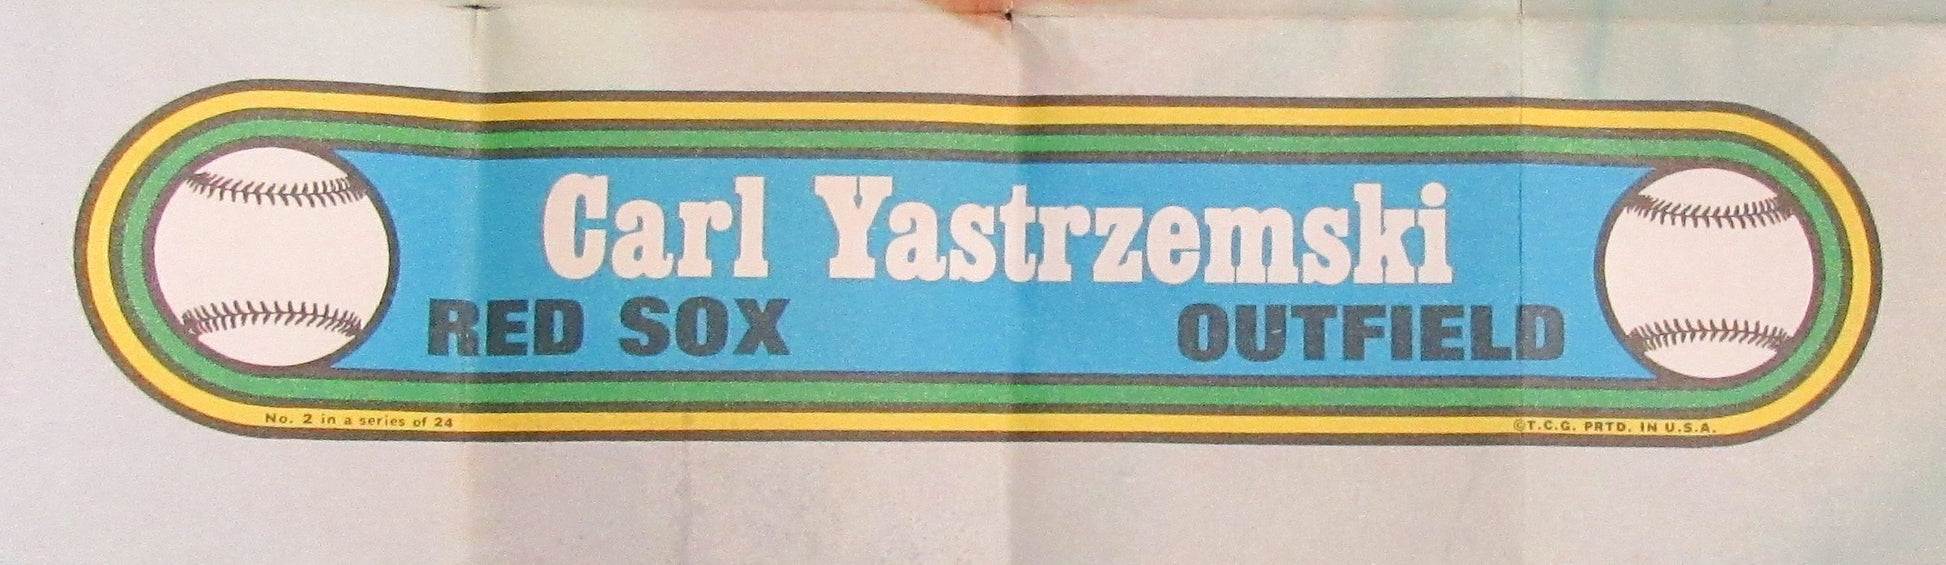 Carl Yastrzemski
RED SOX OUTFIELD
No. 2 in a series of 24 ©T.C.G. PRTD. IN U.S.A.